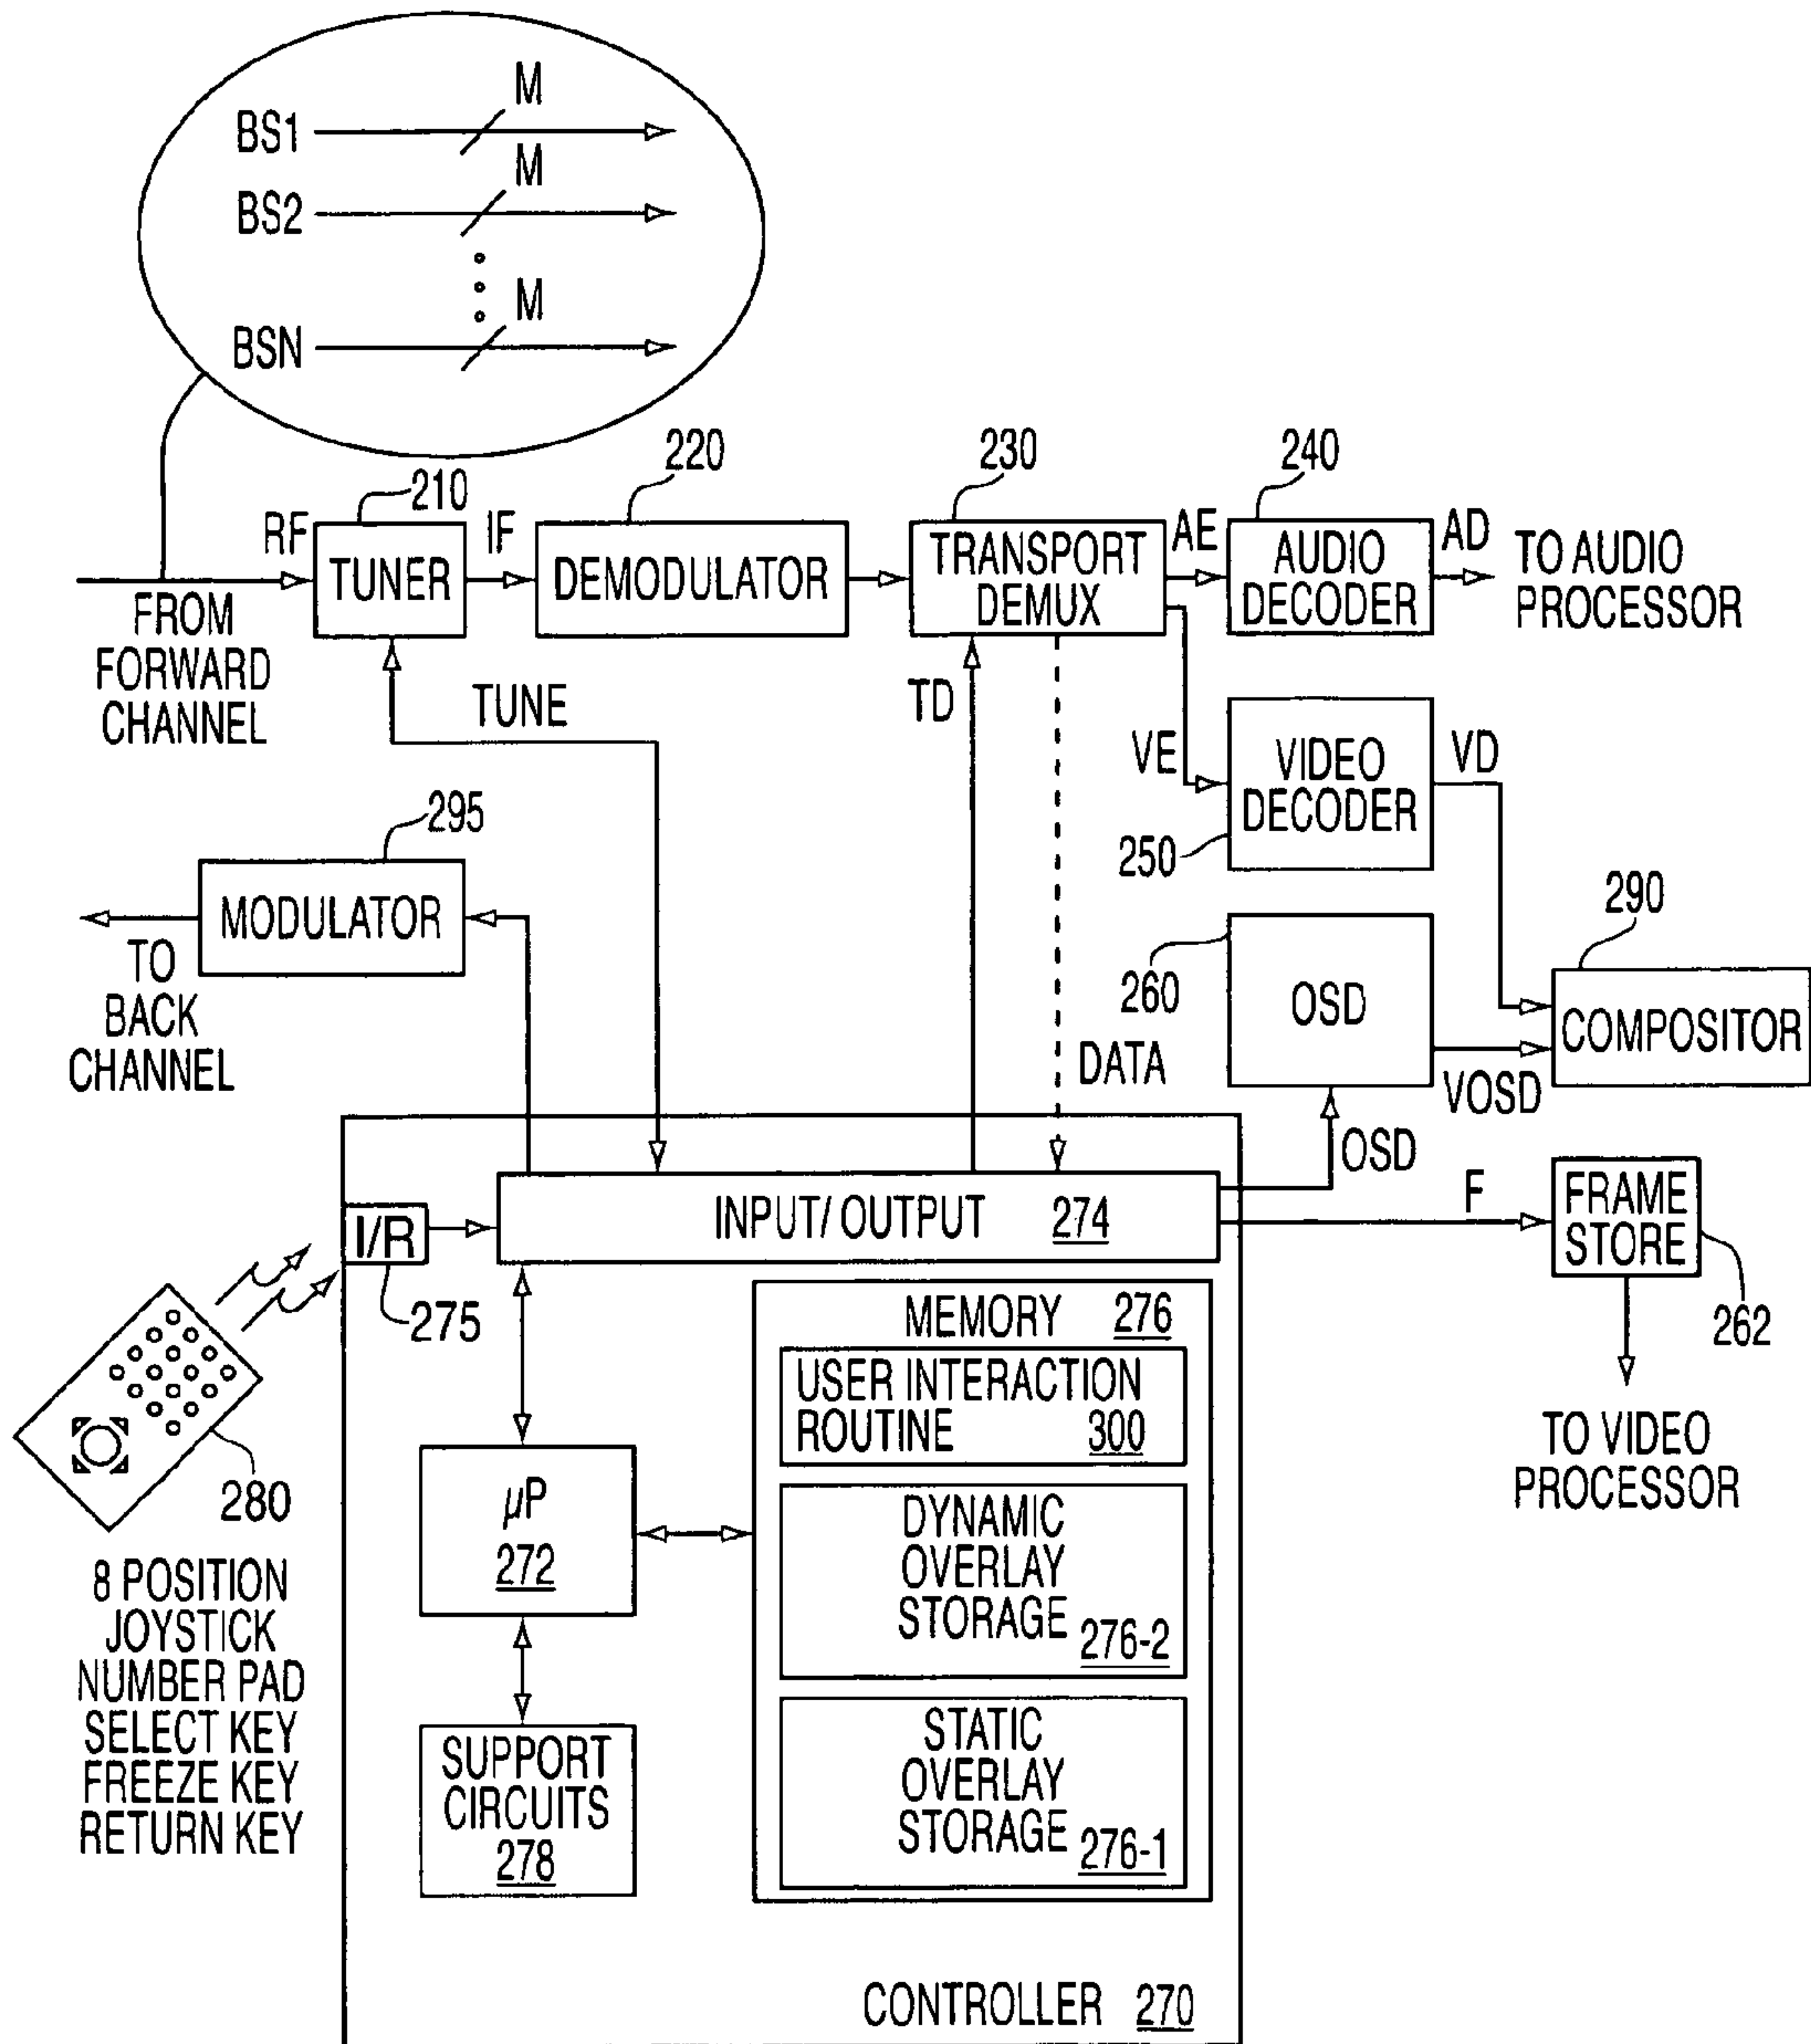 M
BS1
M
BS2
M
BSN
210
220
230
240
RF
TUNER
IF
DEMODULATOR
TRANSPORT
DEMUX
AE
AUDIO
DECODER
AD
TO AUDIO
PROCESSOR
FROM
FORWARD
CHANNEL
TUNE
TD
VE
VIDEO
DECODER
VD
250
295
MODULATOR
TO
BACK
CHANNEL
260
OSD
290
COMPOSITOR
DATA
VOSD
OSD
I/R
275
INPUT/OUTPUT 274
F
FRAME
STORE
262
TO VIDEO
PROCESSOR
280
8 POSITION
JOYSTICK
NUMBER PAD
SELECT KEY
FREEZE KEY
RETURN KEY
μP
272
SUPPORT
CIRCUITS
278
MEMORY 276
USER INTERACTION
ROUTINE 300
DYNAMIC
OVERLAY
STORAGE 276-2
STATIC
OVERLAY
STORAGE 276-1
CONTROLLER 270